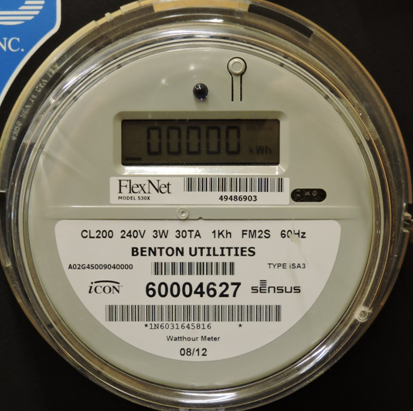 NC.
00000 kWh
FlexNet
MODEL 530X
49486903
CL200 240V 3W 30TA 1Kh FM2S 60Hz
BENTON UTILITIES
A02G45009040000 TYPE iSA3
iCON 60004627 SENSUS
*1N6031645816 *
Watthour Meter
08/12